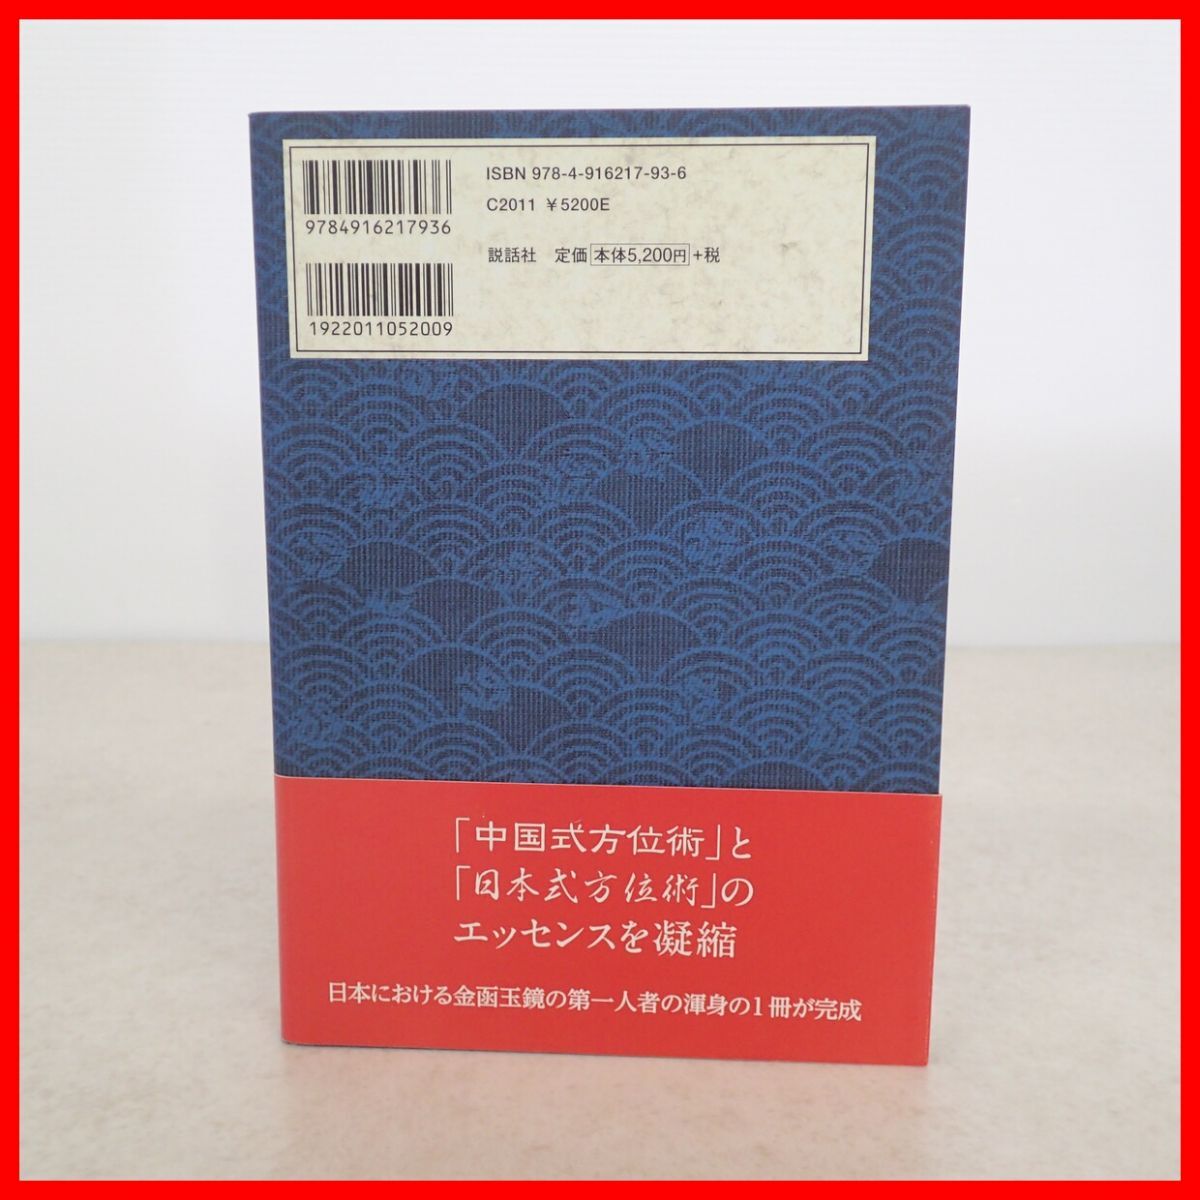 ISBN 978-4-916217-93-6
C2011 ¥5200E
9784916217936
説話社 定価 本体5,200円 +税
1922011052009
「中国式方位術」と
「日本式方位術」の
エッセンスを凝縮
日本における金函玉鏡の第一人者の渾身の1冊が完成